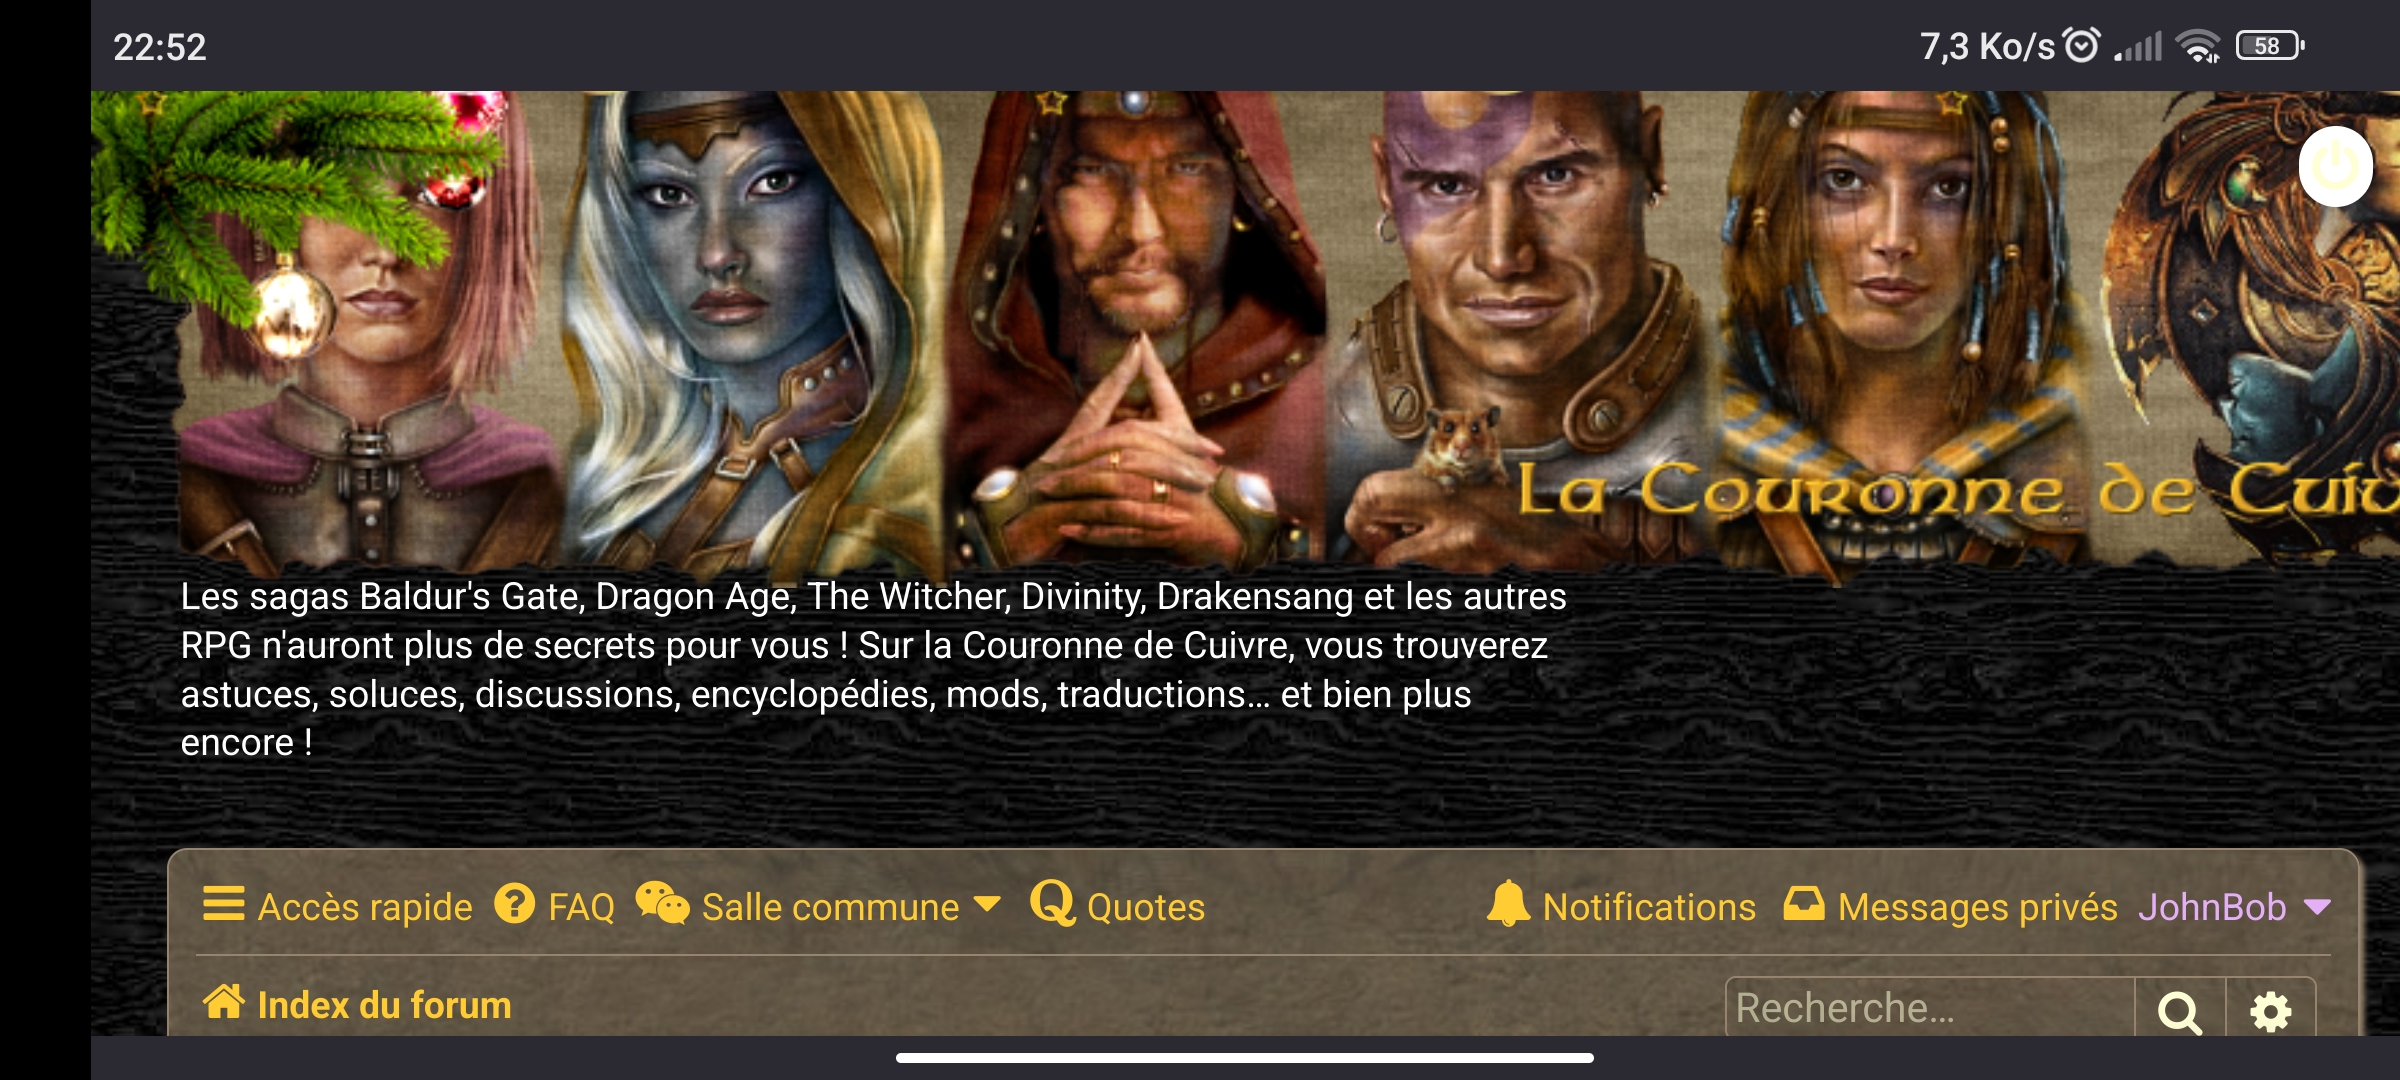 22:52
7,3 Ko/s
58
La Couronne de
Les sagas Baldur's Gate, Dragon Age, The Witcher, Divinity, Drakensang et les autres
RPG n'auront plus de secrets pour vous ! Sur la Couronne de Cuivre, vous trouverez
astuces, soluces, discussions, encyclopédies, mods, traductions... et bien plus
encore !
Accès rapide FAQ Salle commune Quotes Notifications Messages privés JohnBob
Index du forum Recherche...